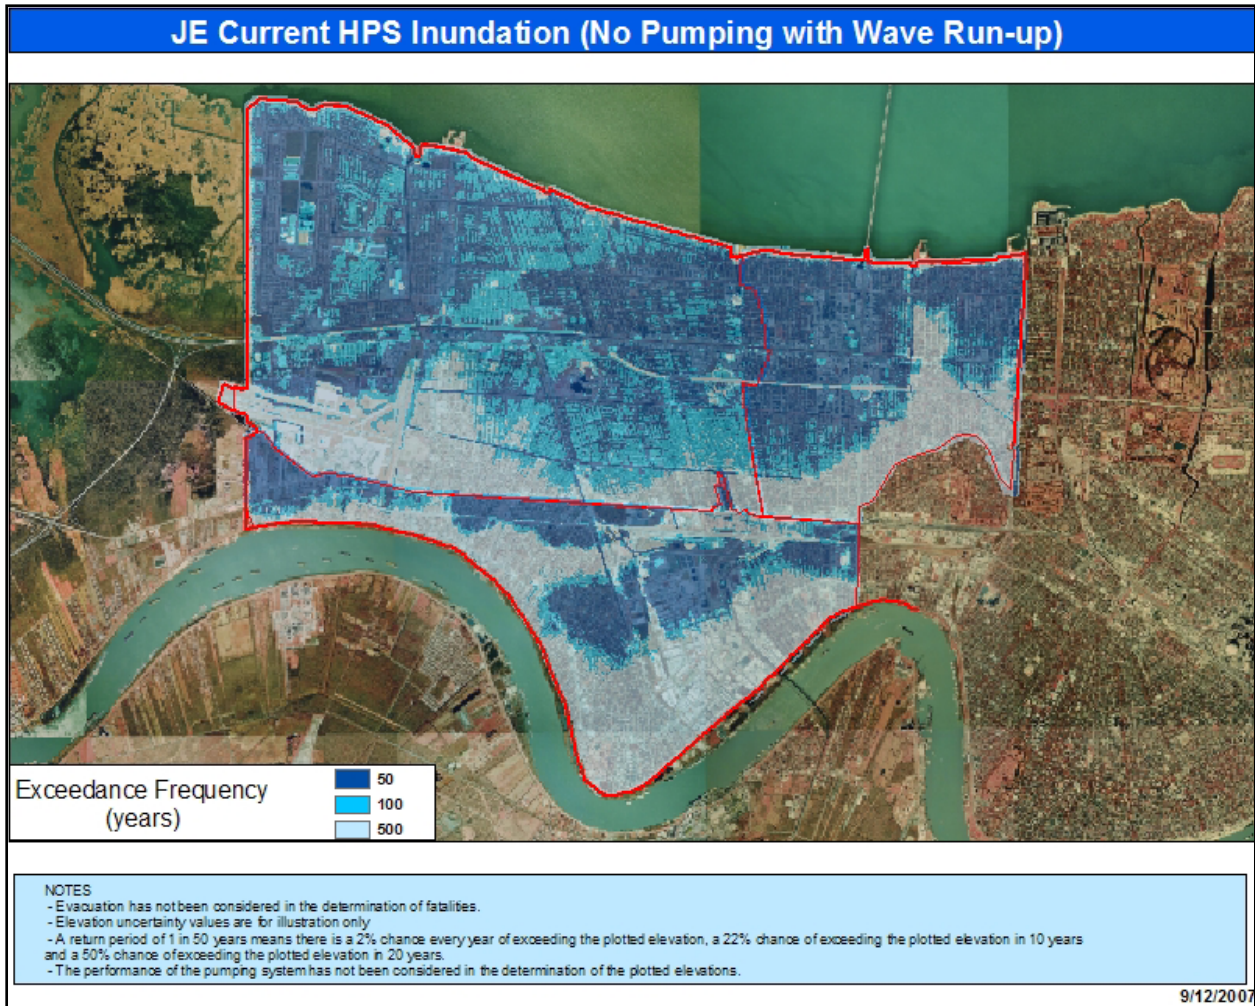 JE Current HPS Inundation (No Pumping with Wave Run-up)
Exceedance Frequency
(years)
50
100
500
NOTES
- Evacuation has not been considered in the determination of fatalities.
- Elevation uncertainty values are for illustration only
- A return period of 1 in 50 years means there is a 2% chance every year of exceeding the plotted elevation, a 22% chance of exceeding the plotted elevation in 10 years
and a 50% chance of exceeding the plotted elevation in 20 years.
- The performance of the pumping system has not been considered in the determination of the plotted elevations.
9/12/2007